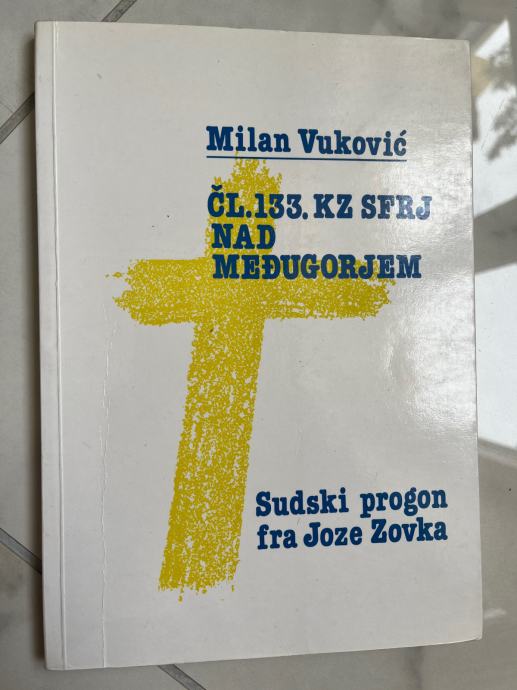 Milan Vuković
ČL.133. KZ SFRJ
NAD
MEĐUGORJEM
Sudski progon
fra Joze Zovka